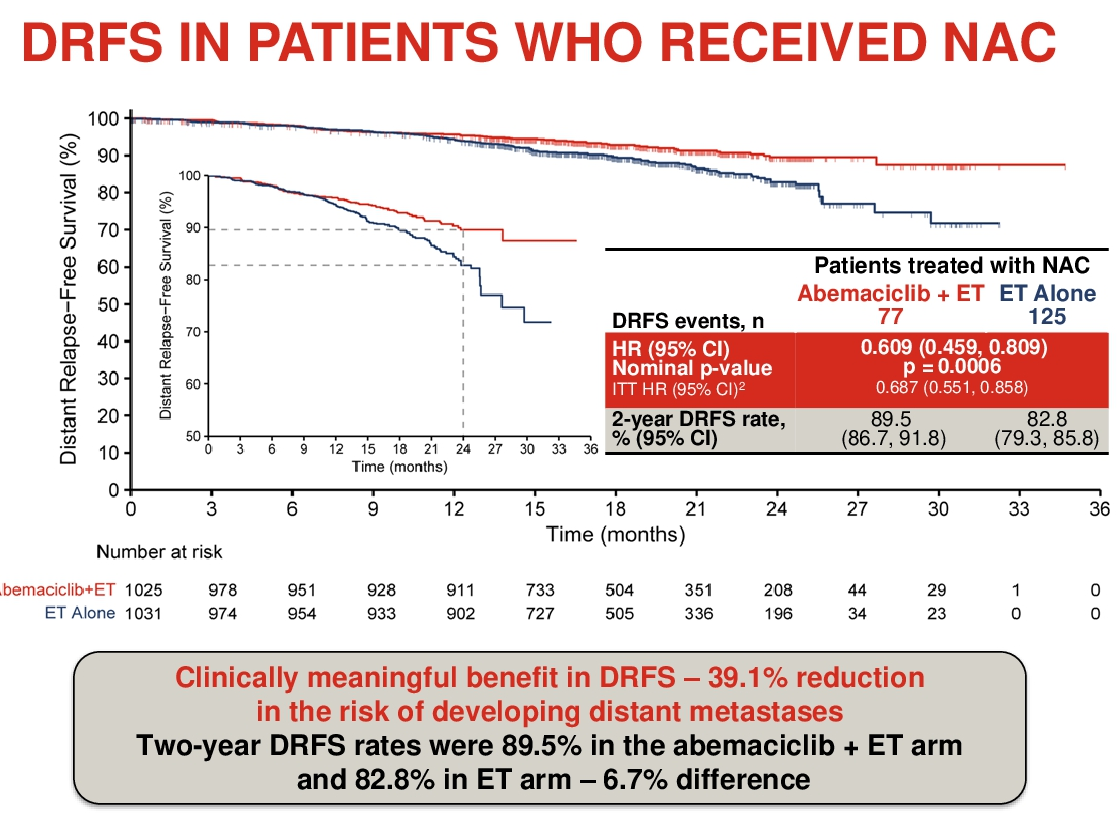 DRFS IN PATIENTS WHO RECEIVED NAC
Distant Relapse−Free Survival (%)
100
90
80
70
60
50
40
30
20
10
0
0 3 6 9 12 15 18 21 24 27 30 33 36
Time (months)
Distant Relapse−Free Survival (%)
100
90
80
70
60
50
0 3 6 9 12 15 18 21 24 27 30 33 36
Time (months)
Patients treated with NAC
Abemaciclib + ET ET Alone
DRFS events, n 77 125
HR (95% CI) 0.609 (0.459, 0.809)
Nominal p-value p = 0.0006
ITT HR (95% CI)² 0.687 (0.551, 0.858)
2-year DRFS rate, 89.5 82.8
% (95% CI) (86.7, 91.8) (79.3, 85.8)
Number at risk
bemaciclib+ET 1025 978 951 928 911 733 504 351 208 44 29 1 0
ET Alone 1031 974 954 933 902 727 505 336 196 34 23 0 0
Clinically meaningful benefit in DRFS – 39.1% reduction
in the risk of developing distant metastases
Two-year DRFS rates were 89.5% in the abemaciclib + ET arm
and 82.8% in ET arm – 6.7% difference